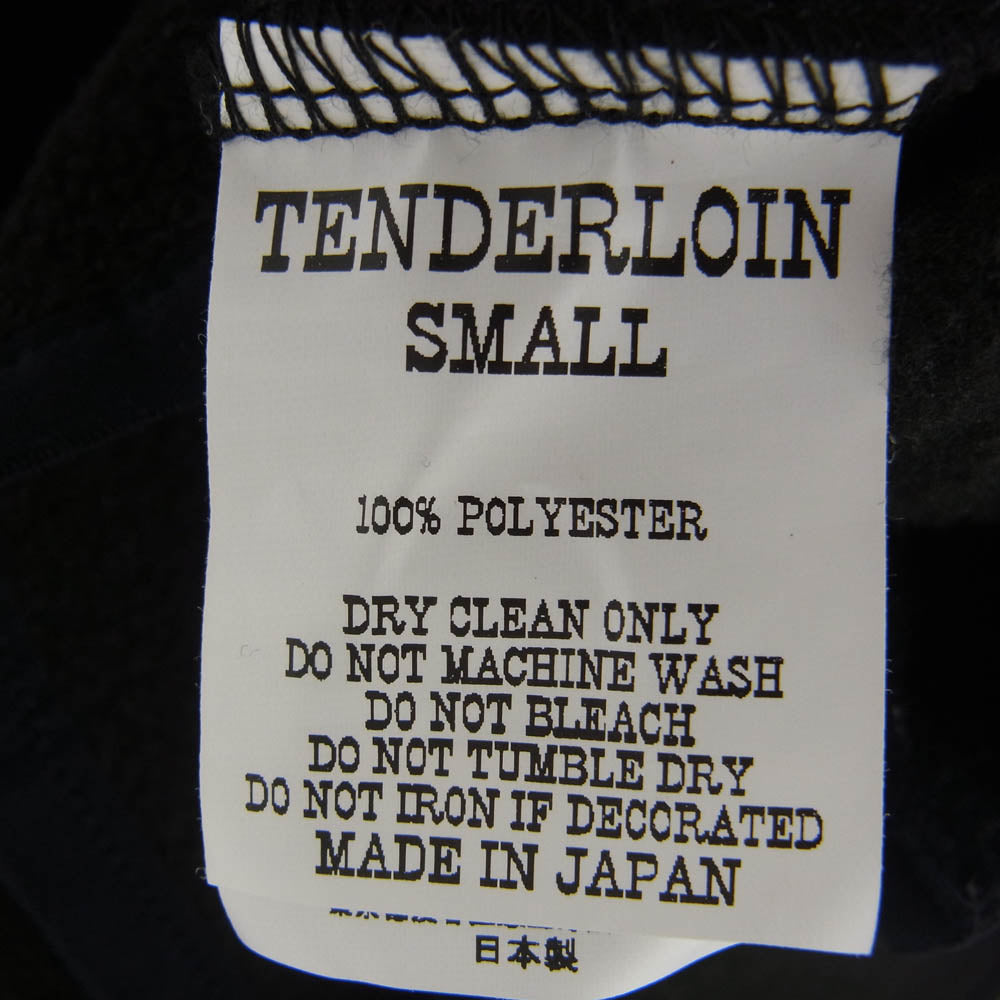 TENDERLOIN
SMALL
100% POLYESTER
DRY CLEAN ONLY
DO NOT MACHINE WASH
DO NOT BLEACH
DO NOT TUMBLE DRY
DO NOT IRON IF DECORATED
MADE IN JAPAN
日本製